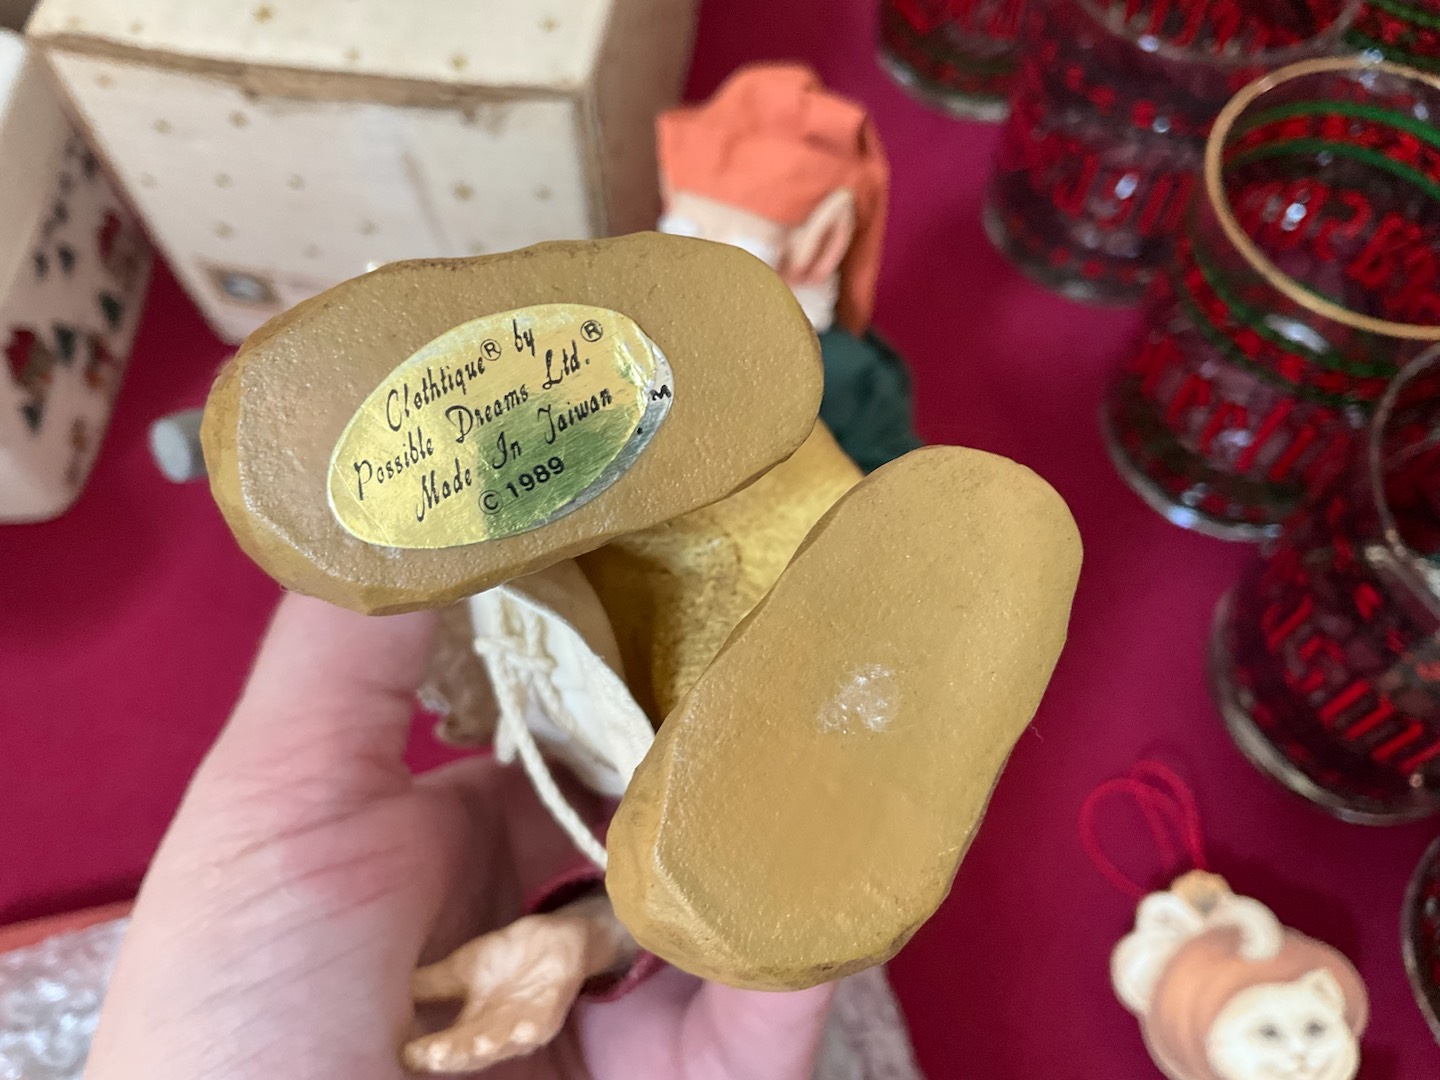 Clothtique® by
Possible Dreams Ltd.®
Made In Taiwan
© 1989